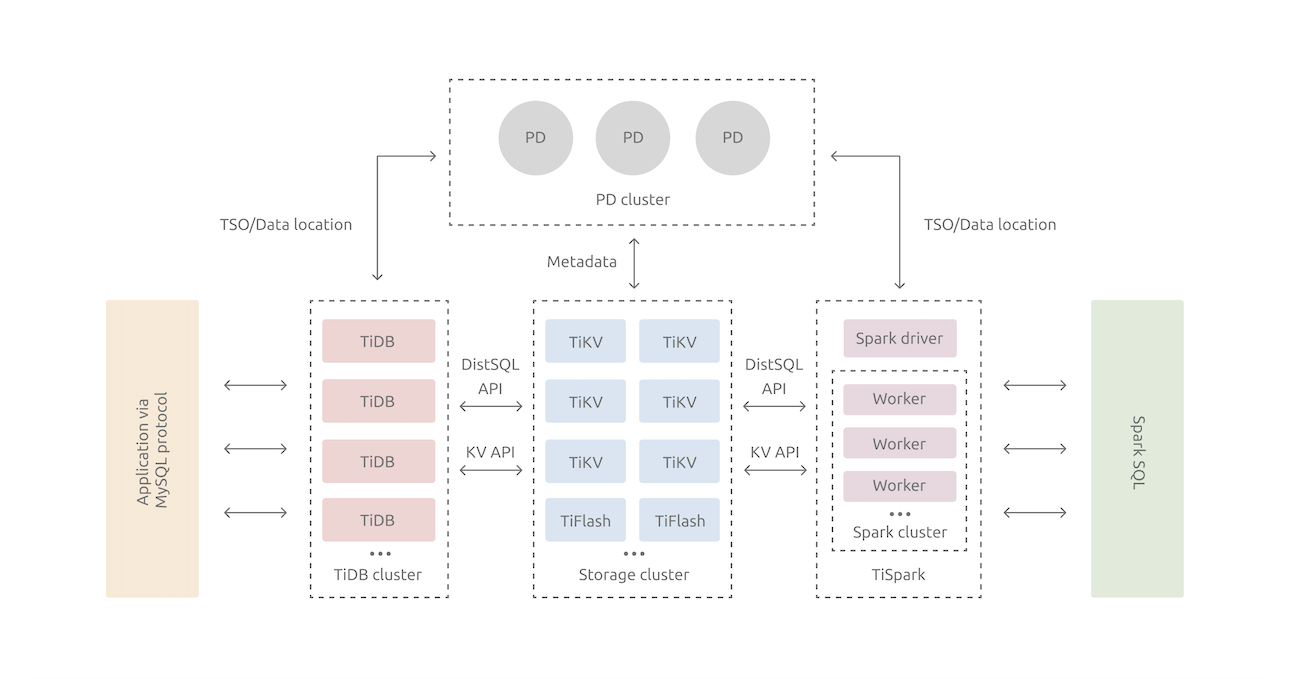 PD
PD
PD
PD cluster
TSO/Data location
TSO/Data location
Metadata
Application via
MySQL protocol
TiDB
TiDB
TiDB
TiDB
•••
TiDB cluster
DistSQL
API
KV API
TiKV
TiKV
TiKV
TiKV
TiKV
TiKV
TiFlash
TiFlash
•••
Storage cluster
DistSQL
API
KV API
Spark driver
Worker
Worker
Worker
•••
Spark cluster
TiSpark
Spark SQL